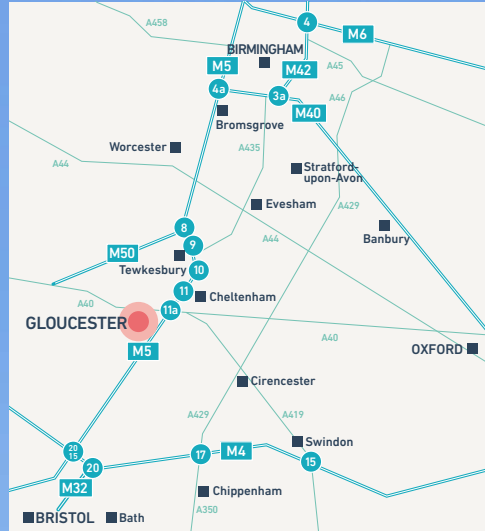 A458
4
M6
BIRMINGHAM
M5
M42
A45
4a
3a
A46
M40
Bromsgrove
Worcester
A435
A44
Stratford-
upon-Avon
Evesham
A429
8
Banbury
9
A44
M50
Tewkesbury
10
11
Cheltenham
A40
11a
GLOUCESTER
A40
M5
OXFORD
Cirencester
A429
A419
Swindon
20
15
17
M4
15
20
M32
Chippenham
A350
BRISTOL
Bath